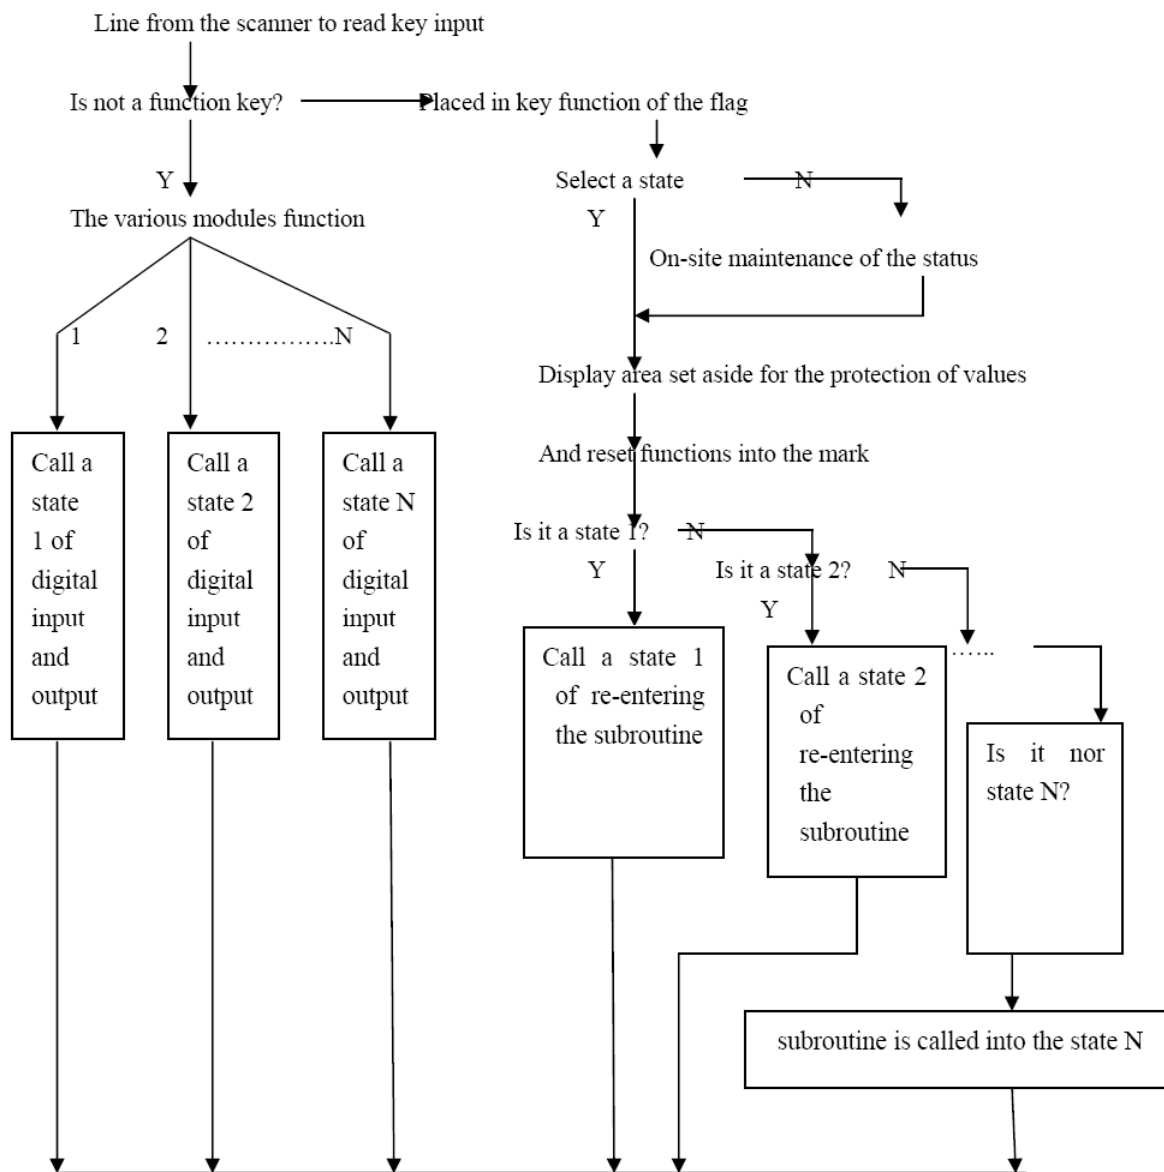 Line from the scanner to read key input
Is not a function key?
Placed in key function of the flag
Y
Select a state
N
The various modules function
Y
On-site maintenance of the status
1
2
................N
Display area set aside for the protection of values
And reset functions into the mark
Call a
state
1 of
digital
input
and
output
Call a
state 2
of
digital
input
and
output
Call a
state N
of
digital
input
and
output
Is it a state 1?
N
Y
Is it a state 2?
N
Y
Call a state 1
of re-entering
the subroutine
......
Call a state 2
of
re-entering
the
subroutine
Is it nor
state N?
subroutine is called into the state N